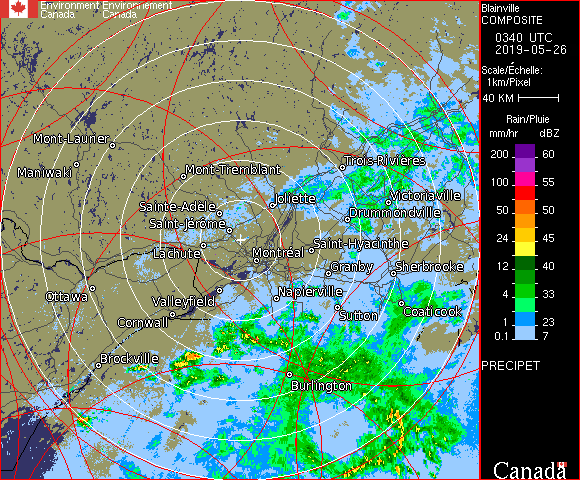 Environment Environnement
Canada Canada
Blainville
COMPOSITE
0340 UTC
2019-05-26
Scale/Échelle:
1km/Pixel
40 KM
Rain/Pluie
mm/hr dBZ
200 60
100 55
50 50
24 45
12 40
4 33
1 23
0.1 7
PRECIPET
Canada
Mont-Laurier
Maniwaki
Mont-Tremblant
Trois-Rivières
Sainte-Adele
Joliette
Victoriaville
Saint-Jérôme
Drummondville
Lachute
Montréal
Saint-Hyacinthe
Granby
Sherbrooke
Ottawa
Valleyfield
Napierville
Cornwall
Sutton
Coaticook
Brockville
Burlington